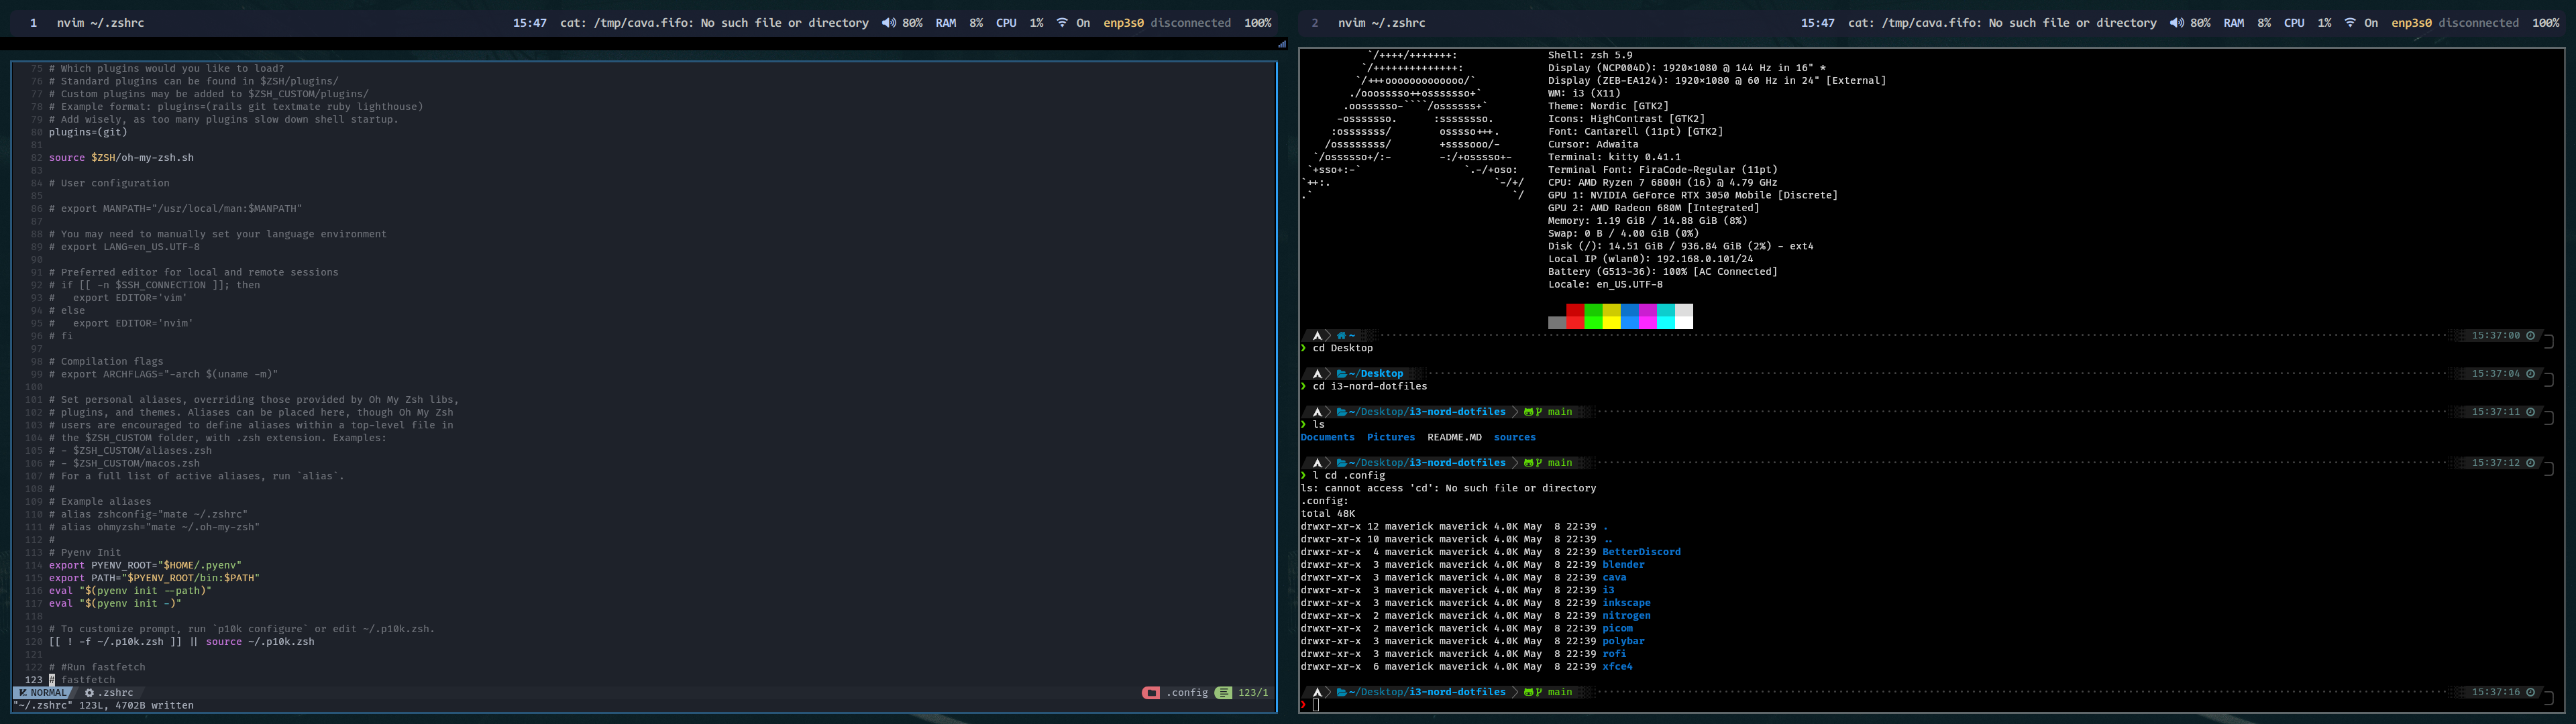 1 nvim ~/.zshrc 15:47 cat: /tmp/cava.fifo: No such file or directory 80% RAM 8% CPU 1% On enp3s0 disconnected 100%
75 # Which plugins would you like to load?
76 # Standard plugins can be found in $ZSH/plugins/
77 # Custom plugins may be added to $ZSH_CUSTOM/plugins/
78 # Example format: plugins=(rails git textmate ruby lighthouse)
79 # Add wisely, as too many plugins slow down shell startup.
80 plugins=(git)
81
82 source $ZSH/oh-my-zsh.sh
83
84 # User configuration
85
86 # export MANPATH="/usr/local/man:$MANPATH"
87
88 # You may need to manually set your language environment
89 # export LANG=en_US.UTF-8
90
91 # Preferred editor for local and remote sessions
92 # if [[ -n $SSH_CONNECTION ]]; then
93 #   export EDITOR='vim'
94 # else
95 #   export EDITOR='nvim'
96 # fi
97
98 # Compilation flags
99 # export ARCHFLAGS="-arch $(uname -m)"
100
101 # Set personal aliases, overriding those provided by Oh My Zsh libs,
102 # plugins, and themes. Aliases can be placed here, though Oh My Zsh
103 # users are encouraged to define aliases within a top-level file in
104 # the $ZSH_CUSTOM folder, with .zsh extension. Examples:
105 # - $ZSH_CUSTOM/aliases.zsh
106 # - $ZSH_CUSTOM/macos.zsh
107 # For a full list of active aliases, run `alias`.
108 #
109 # Example aliases
110 # alias zshconfig="mate ~/.zshrc"
111 # alias ohmyzsh="mate ~/.oh-my-zsh"
112 #
113 # Pyenv Init
114 export PYENV_ROOT="$HOME/.pyenv"
115 export PATH="$PYENV_ROOT/bin:$PATH"
116 eval "$(pyenv init --path)"
117 eval "$(pyenv init -)"
118
119 # To customize prompt, run `p10k configure` or edit ~/.p10k.zsh.
120 [[ ! -f ~/.p10k.zsh ]] || source ~/.p10k.zsh
121
122 # #Run fastfetch
123 # fastfetch
NORMAL .zshrc .config 123/1
"~/.zshrc" 123L, 4702B written
2 nvim ~/.zshrc 15:47 cat: /tmp/cava.fifo: No such file or directory 80% RAM 8% CPU 1% On enp3s0 disconnected 100%
`/++++/+++++++: Shell: zsh 5.9
`/++++++++++++++: Display (NCP004D): 1920×1080 @ 144 Hz in 16" *
`/+++ooooooooooooo/` Display (ZEB-EA124): 1920×1080 @ 60 Hz in 24" [External]
./ooosssso++osssssso+` WM: i3 (X11)
.oossssso-````/ossssss+` Theme: Nordic [GTK2]
-osssssso. :ssssssso. Icons: HighContrast [GTK2]
:osssssss/ osssso+++. Font: Cantarell (11pt) [GTK2]
/ossssssss/ +ssssooo/- Cursor: Adwaita
`/ossssso+/:- -:/+osssso+- Terminal: kitty 0.41.1
`+sso+:-` `.-/+oso: Terminal Font: FiraCode-Regular (11pt)
`++:. `-/+/ CPU: AMD Ryzen 7 6800H (16) @ 4.79 GHz
.` `/ GPU 1: NVIDIA GeForce RTX 3050 Mobile [Discrete]
GPU 2: AMD Radeon 680M [Integrated]
Memory: 1.19 GiB / 14.88 GiB (8%)
Swap: 0 B / 4.00 GiB (0%)
Disk (/): 14.51 GiB / 936.84 GiB (2%) - ext4
Local IP (wlan0): 192.168.0.101/24
Battery (G513-36): 100% [AC Connected]
Locale: en_US.UTF-8
~ 15:37:00
❯ cd Desktop
~/Desktop 15:37:04
❯ cd i3-nord-dotfiles
~/Desktop/i3-nord-dotfiles main 15:37:11
❯ ls
Documents Pictures README.MD sources
~/Desktop/i3-nord-dotfiles main 15:37:12
❯ l cd .config
ls: cannot access 'cd': No such file or directory
.config:
total 48K
drwxr-xr-x 12 maverick maverick 4.0K May  8 22:39 .
drwxr-xr-x 10 maverick maverick 4.0K May  8 22:39 ..
drwxr-xr-x  4 maverick maverick 4.0K May  8 22:39 BetterDiscord
drwxr-xr-x  3 maverick maverick 4.0K May  8 22:39 blender
drwxr-xr-x  3 maverick maverick 4.0K May  8 22:39 cava
drwxr-xr-x  3 maverick maverick 4.0K May  8 22:39 i3
drwxr-xr-x  3 maverick maverick 4.0K May  8 22:39 inkscape
drwxr-xr-x  2 maverick maverick 4.0K May  8 22:39 nitrogen
drwxr-xr-x  2 maverick maverick 4.0K May  8 22:39 picom
drwxr-xr-x  3 maverick maverick 4.0K May  8 22:39 polybar
drwxr-xr-x  3 maverick maverick 4.0K May  8 22:39 rofi
drwxr-xr-x  6 maverick maverick 4.0K May  8 22:39 xfce4
~/Desktop/i3-nord-dotfiles main 15:37:16
❯